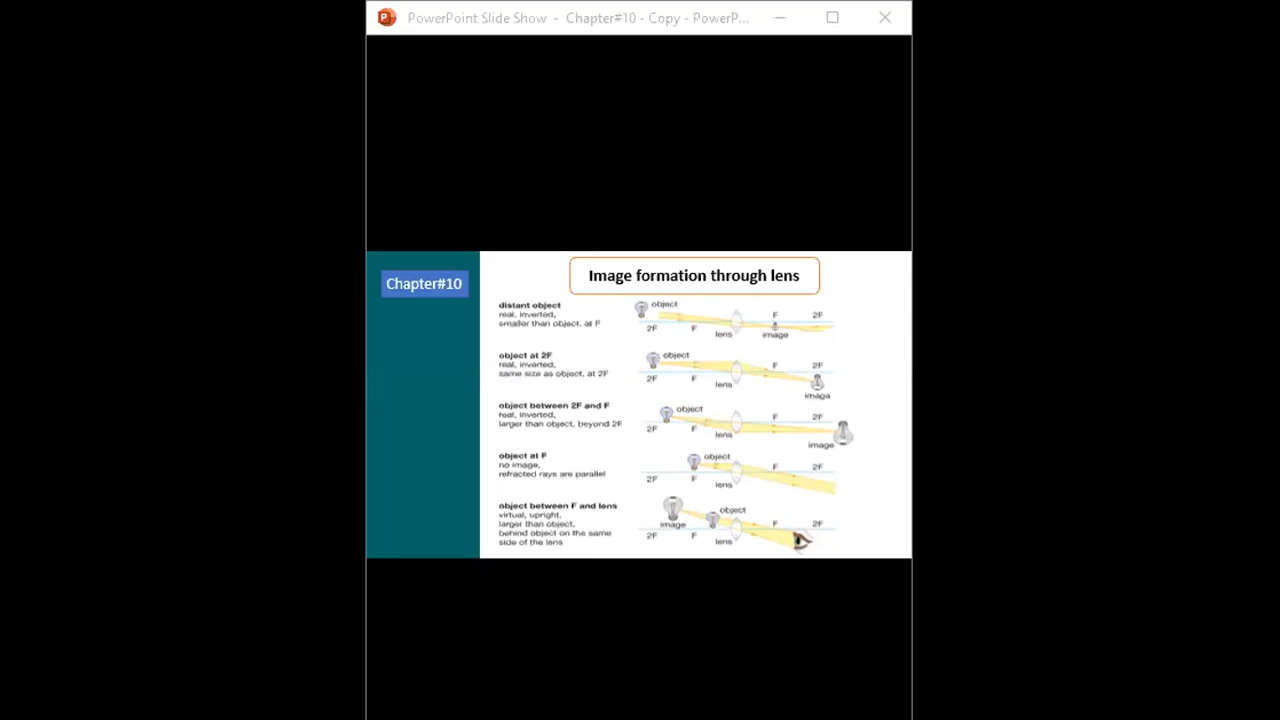 PowerPoint Slide Show - Chapter#10 - Copy - PowerP...
Chapter#10
Image formation through lens
distant object
real, inverted,
smaller than object, at F
object
F
2F
2F
F
lens
image
object at 2F
real, inverted,
same size as object, at 2F
object
F
2F
2F
F
lens
image
object between 2F and F
real, inverted,
larger than object, beyond 2F
object
F
2F
2F
F
lens
image
object at F
no image,
refracted rays are parallel
object
F
2F
2F
F
lens
object between F and lens
virtual, upright,
larger than object,
behind object on the same
side of the lens
object
image
F
2F
2F
F
lens